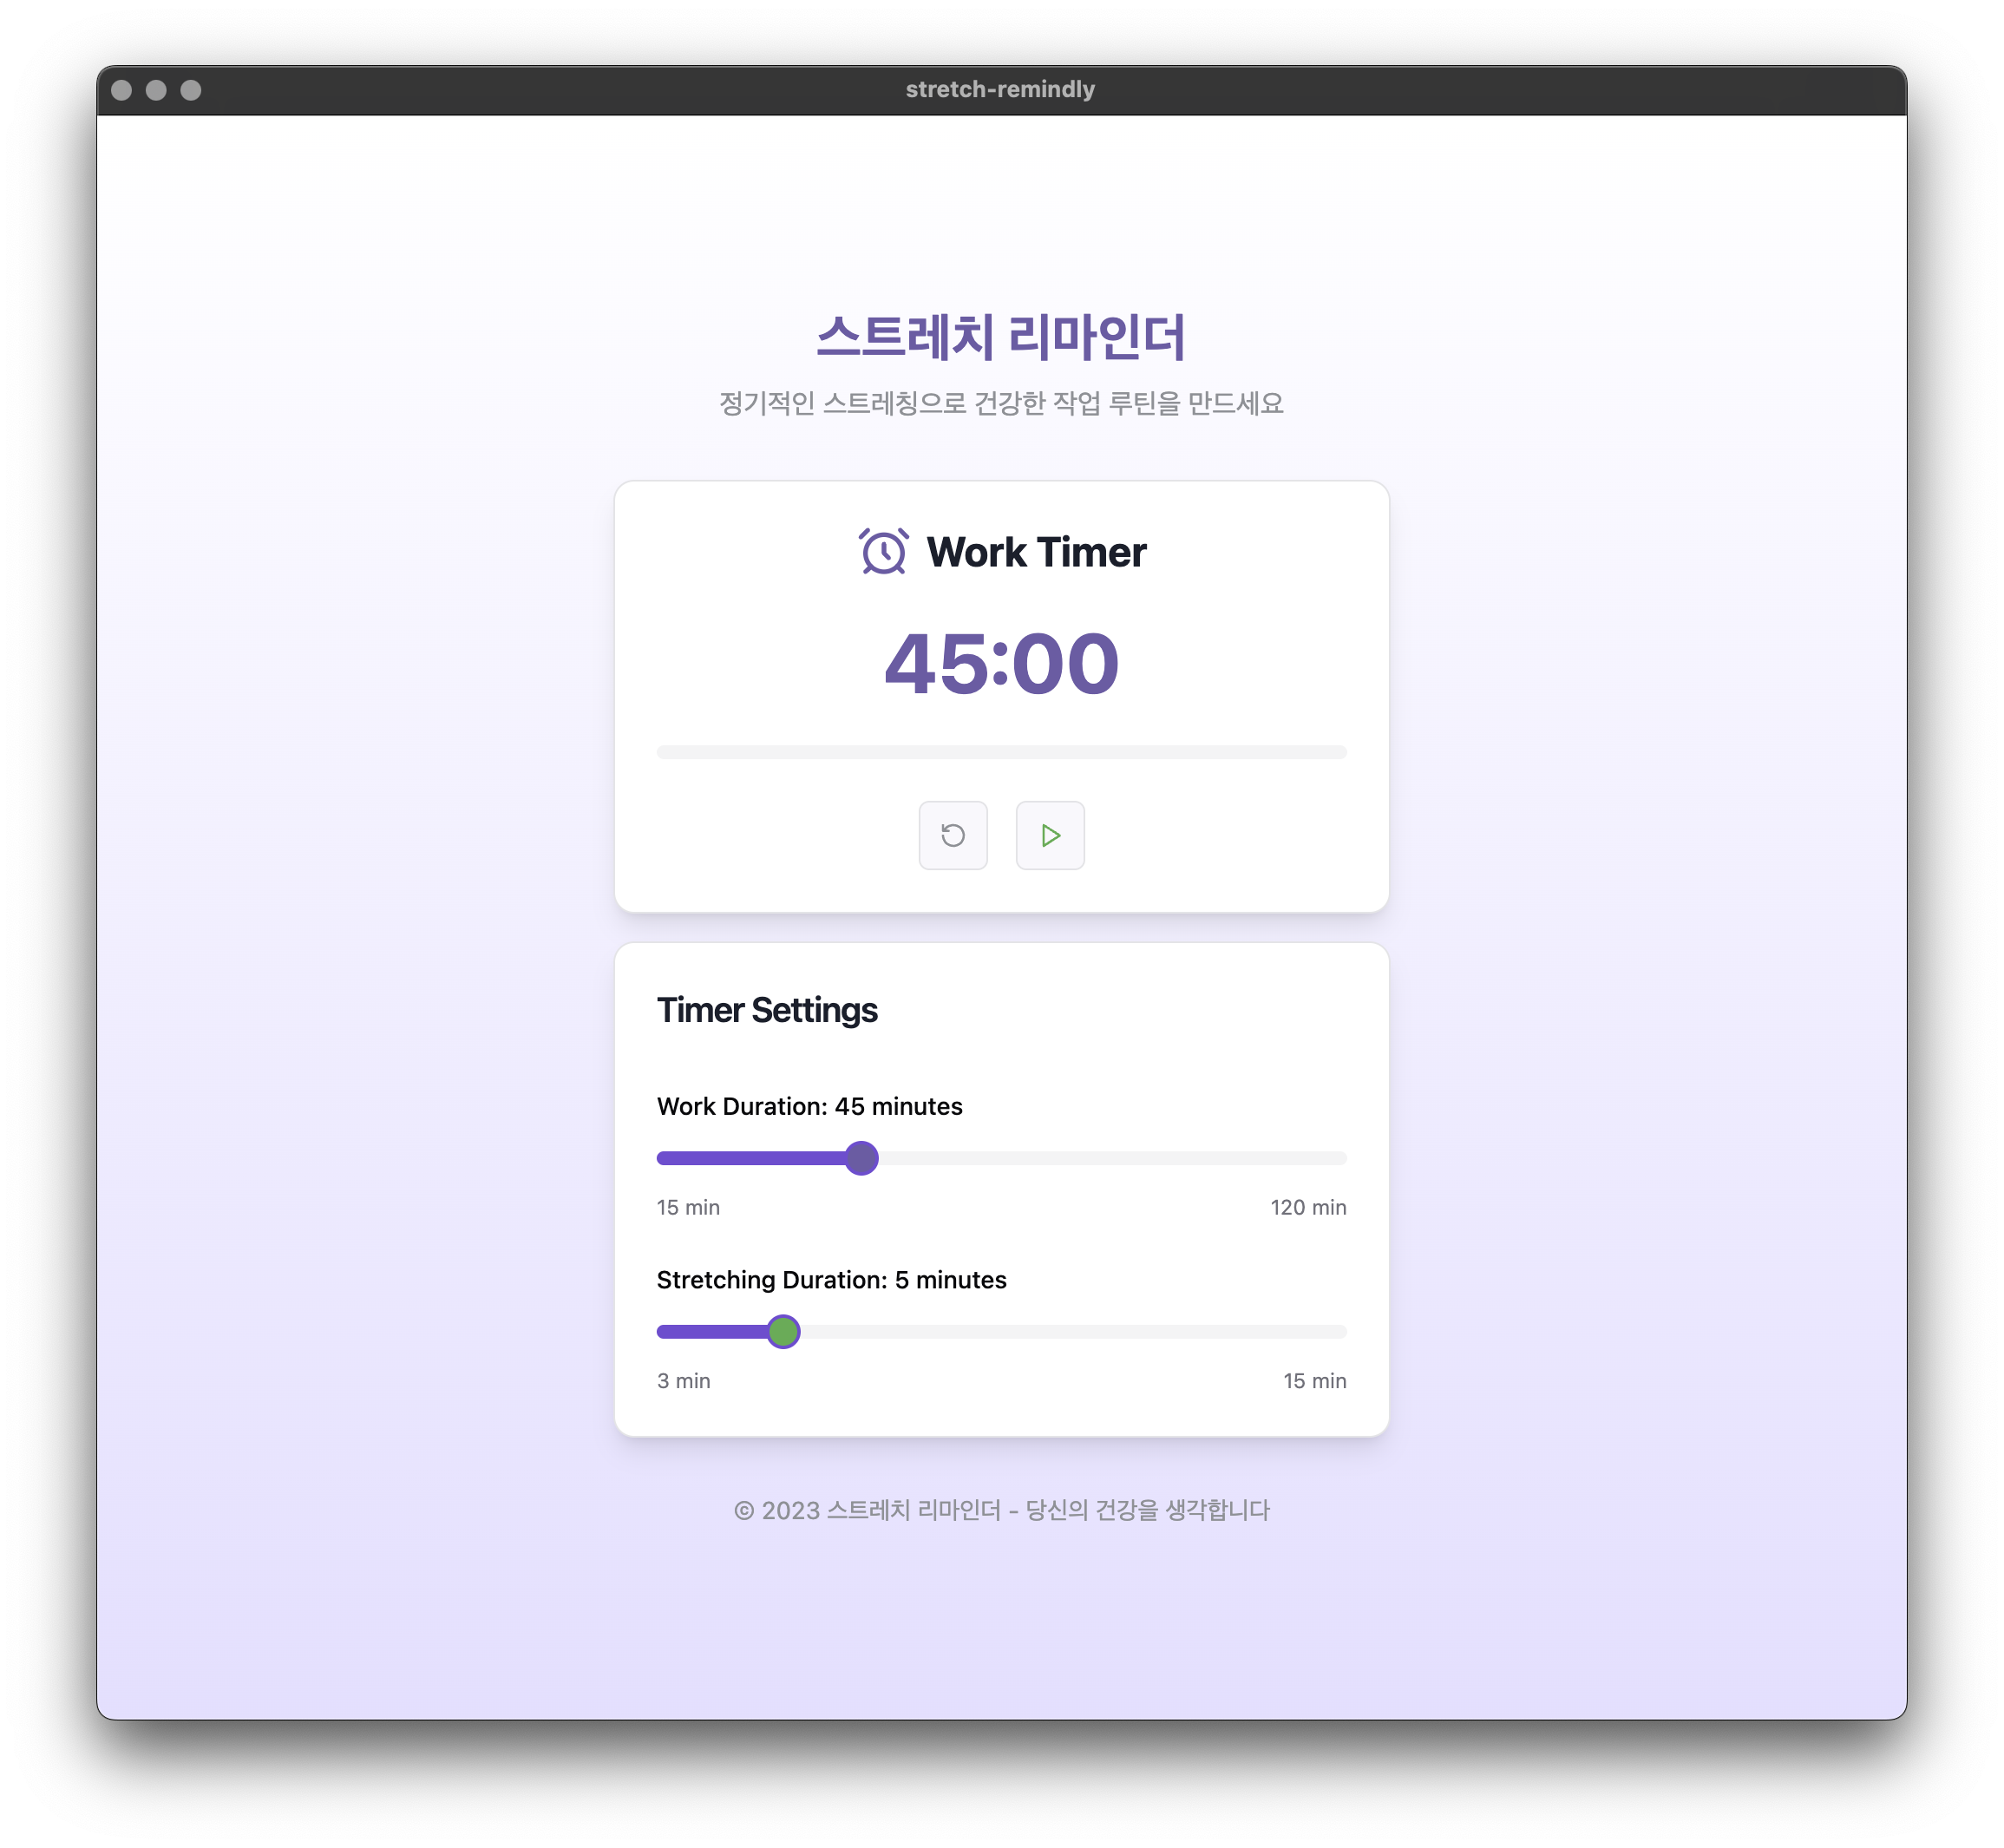 stretch-remindly
스트레치 리마인더
정기적인 스트레칭으로 건강한 작업 루틴을 만드세요
Work Timer
45:00
Timer Settings
Work Duration: 45 minutes
15 min 120 min
Stretching Duration: 5 minutes
3 min 15 min
© 2023 스트레치 리마인더 - 당신의 건강을 생각합니다